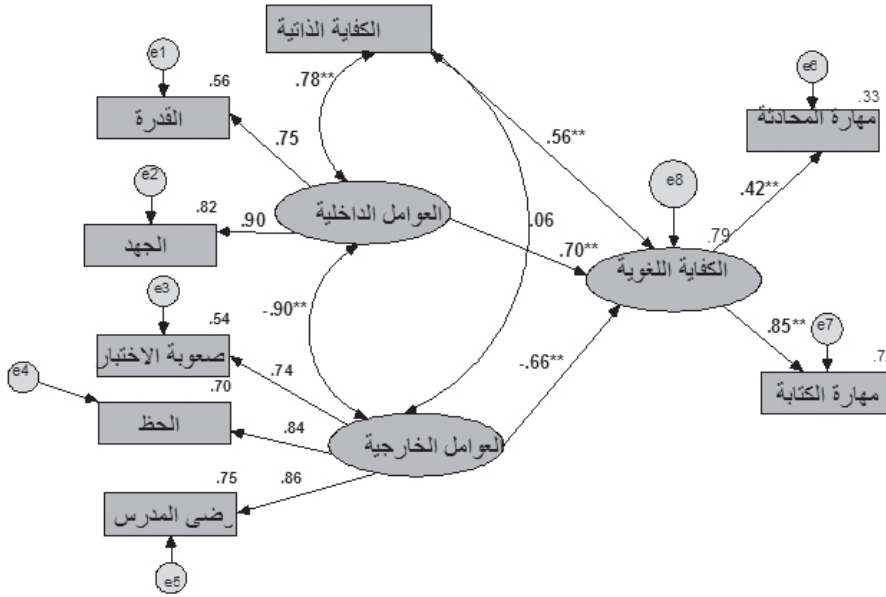 الكفاية الذاتية
e1
.56
.78**
القدرة
.75
e2
.82
.90
الجهد
العوامل الداخلية
.56**
.06
.70**
e8
.79
الكفاية اللغوية
e6
.33
مهارة المحادثة
.42**
-.90**
e3
.54
صعوبة الاختبار
.74
-.66**
.85**
e7
مهارة الكتابة
e4
.70
الحظ
.84
العوامل الخارجية
.75
.86
رضى المدرس
e5